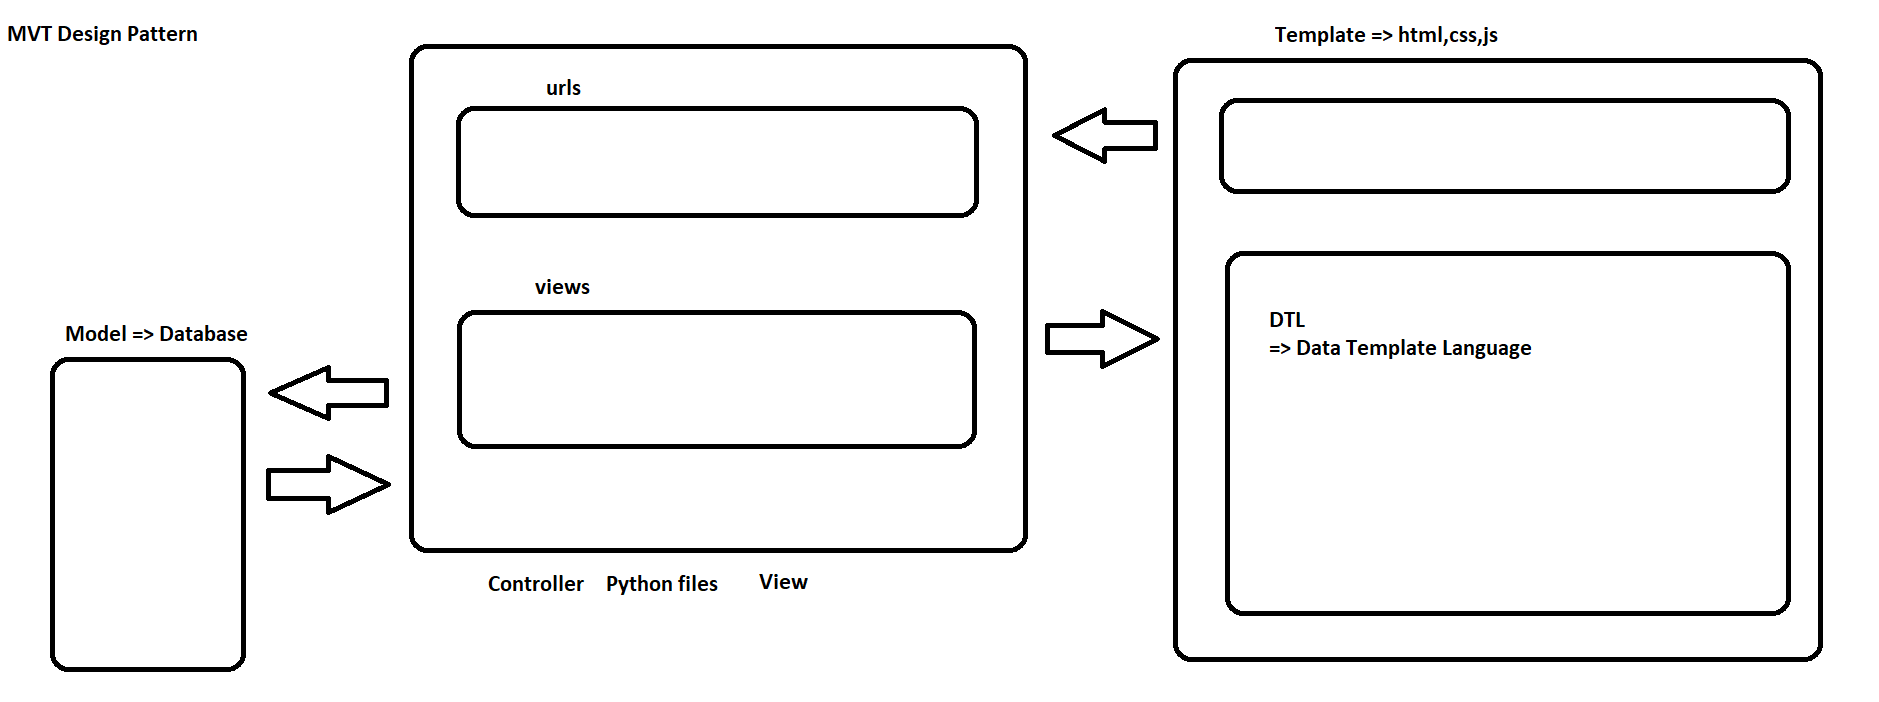 MVT Design Pattern
Template => html,css,js
urls
views
DTL
=> Data Template Language
Model => Database
Controller Python files View